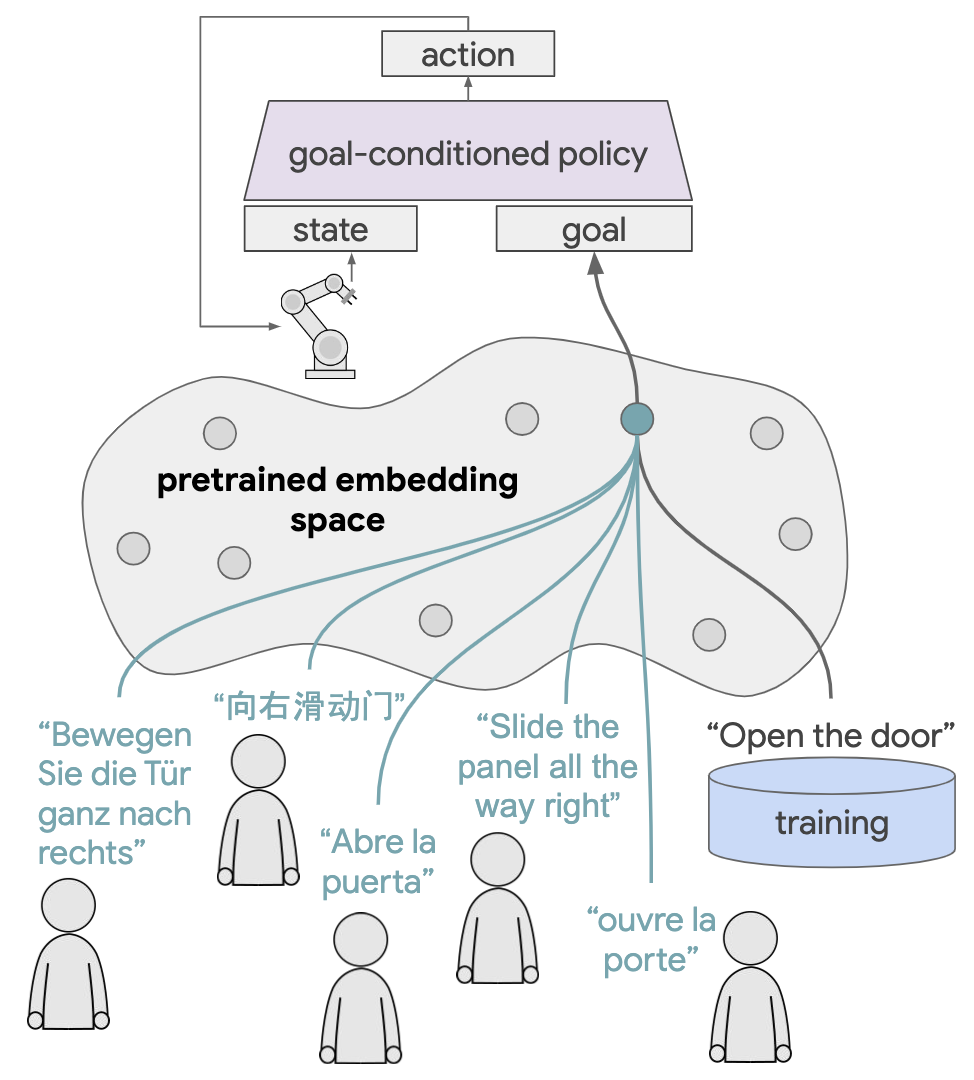 action
goal-conditioned policy
state
goal
pretrained embedding
space
“Bewegen
Sie die Tür
ganz nach
rechts”
“向右滑动门”
“Abre la
puerta”
“Slide the
panel all the
way right”
“ouvre la
porte”
“Open the door”
training